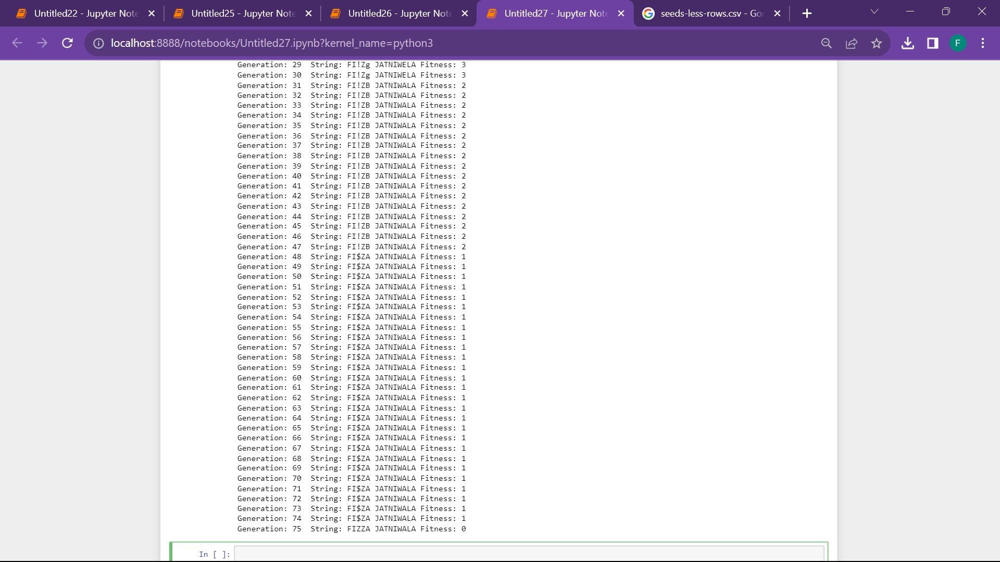 Untitled22 - Jupyter Note
Untitled25 - Jupyter Note
Untitled26 - Jupyter Note
Untitled27 - Jupyter Note
seeds-less-rows.csv - Goo
localhost:8888/notebooks/Untitled27.ipynb?kernel_name=python3
F
Generation: 29  String: FI!Zg JATNIWELA Fitness: 3
Generation: 30  String: FI!Zg JATNIWELA Fitness: 3
Generation: 31  String: FI!ZB JATNIWALA Fitness: 2
Generation: 32  String: FI!ZB JATNIWALA Fitness: 2
Generation: 33  String: FI!ZB JATNIWALA Fitness: 2
Generation: 34  String: FI!ZB JATNIWALA Fitness: 2
Generation: 35  String: FI!ZB JATNIWALA Fitness: 2
Generation: 36  String: FI!ZB JATNIWALA Fitness: 2
Generation: 37  String: FI!ZB JATNIWALA Fitness: 2
Generation: 38  String: FI!ZB JATNIWALA Fitness: 2
Generation: 39  String: FI!ZB JATNIWALA Fitness: 2
Generation: 40  String: FI!ZB JATNIWALA Fitness: 2
Generation: 41  String: FI!ZB JATNIWALA Fitness: 2
Generation: 42  String: FI!ZB JATNIWALA Fitness: 2
Generation: 43  String: FI!ZB JATNIWALA Fitness: 2
Generation: 44  String: FI!ZB JATNIWALA Fitness: 2
Generation: 45  String: FI!ZB JATNIWALA Fitness: 2
Generation: 46  String: FI!ZB JATNIWALA Fitness: 2
Generation: 47  String: FI!ZB JATNIWALA Fitness: 2
Generation: 48  String: FI$ZA JATNIWALA Fitness: 1
Generation: 49  String: FI$ZA JATNIWALA Fitness: 1
Generation: 50  String: FI$ZA JATNIWALA Fitness: 1
Generation: 51  String: FI$ZA JATNIWALA Fitness: 1
Generation: 52  String: FI$ZA JATNIWALA Fitness: 1
Generation: 53  String: FI$ZA JATNIWALA Fitness: 1
Generation: 54  String: FI$ZA JATNIWALA Fitness: 1
Generation: 55  String: FI$ZA JATNIWALA Fitness: 1
Generation: 56  String: FI$ZA JATNIWALA Fitness: 1
Generation: 57  String: FI$ZA JATNIWALA Fitness: 1
Generation: 58  String: FI$ZA JATNIWALA Fitness: 1
Generation: 59  String: FI$ZA JATNIWALA Fitness: 1
Generation: 60  String: FI$ZA JATNIWALA Fitness: 1
Generation: 61  String: FI$ZA JATNIWALA Fitness: 1
Generation: 62  String: FI$ZA JATNIWALA Fitness: 1
Generation: 63  String: FI$ZA JATNIWALA Fitness: 1
Generation: 64  String: FI$ZA JATNIWALA Fitness: 1
Generation: 65  String: FI$ZA JATNIWALA Fitness: 1
Generation: 66  String: FI$ZA JATNIWALA Fitness: 1
Generation: 67  String: FI$ZA JATNIWALA Fitness: 1
Generation: 68  String: FI$ZA JATNIWALA Fitness: 1
Generation: 69  String: FI$ZA JATNIWALA Fitness: 1
Generation: 70  String: FI$ZA JATNIWALA Fitness: 1
Generation: 71  String: FI$ZA JATNIWALA Fitness: 1
Generation: 72  String: FI$ZA JATNIWALA Fitness: 1
Generation: 73  String: FI$ZA JATNIWALA Fitness: 1
Generation: 74  String: FI$ZA JATNIWALA Fitness: 1
Generation: 75  String: FIZZA JATNIWALA Fitness: 0
In [ ]: